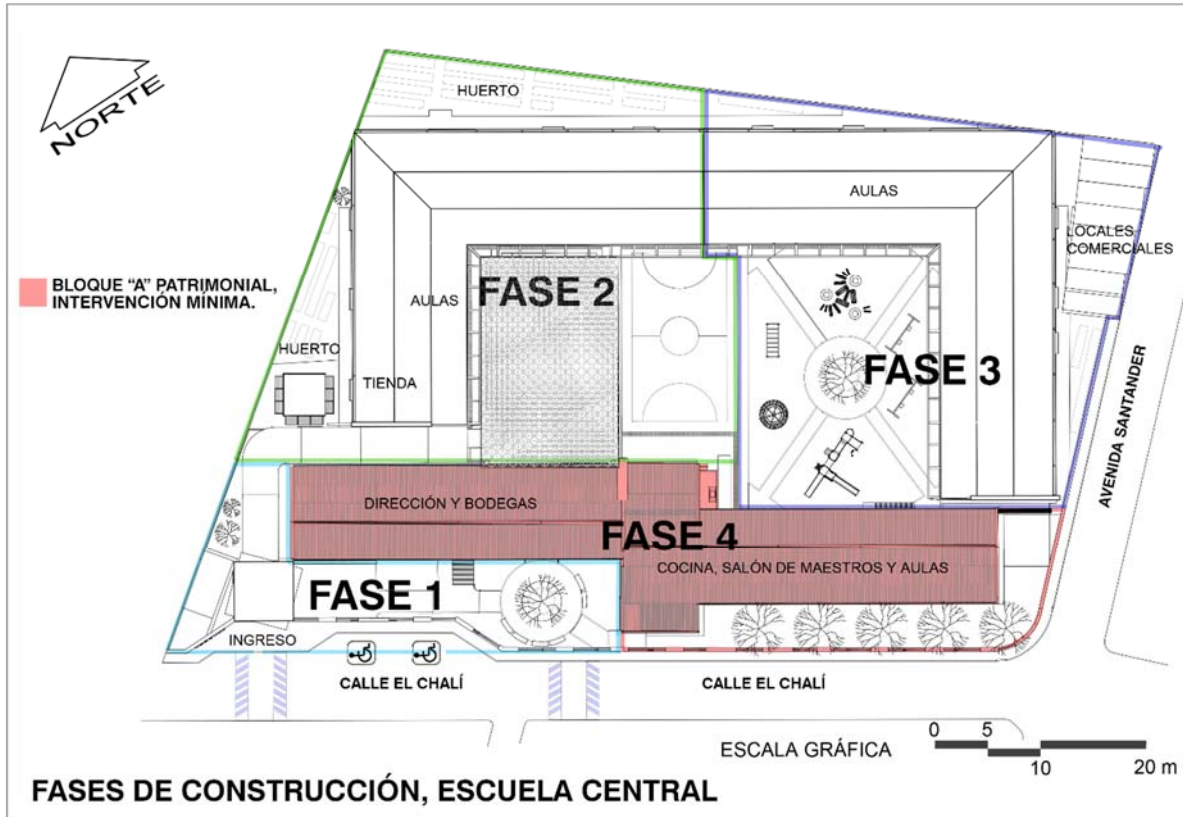 NORTE
HUERTO
AULAS
LOCALES
COMERCIALES
BLOQUE “A” PATRIMONIAL,
INTERVENCIÓN MÍNIMA.
FASE 2
AULAS
HUERTO
TIENDA
FASE 3
AVENIDA SANTANDER
DIRECCIÓN Y BODEGAS
FASE 4
COCINA, SALÓN DE MAESTROS Y AULAS
FASE 1
INGRESO
CALLE EL CHALÍ
CALLE EL CHALÍ
ESCALA GRÁFICA
0 5
10 20 m
FASES DE CONSTRUCCIÓN, ESCUELA CENTRAL